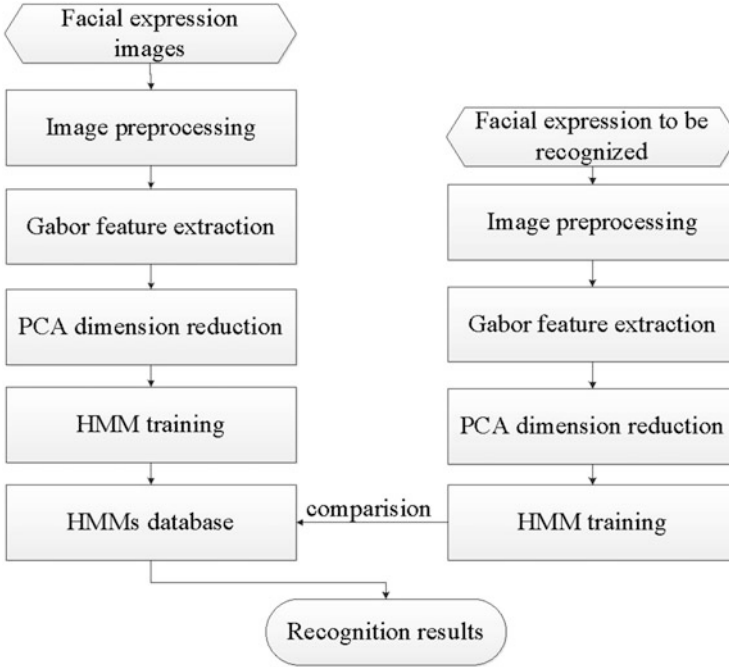 Facial expression
images
Image preprocessing
Gabor feature extraction
PCA dimension reduction
HMM training
HMMs database
Facial expression to be
recognized
Image preprocessing
Gabor feature extraction
PCA dimension reduction
HMM training
comparision
Recognition results